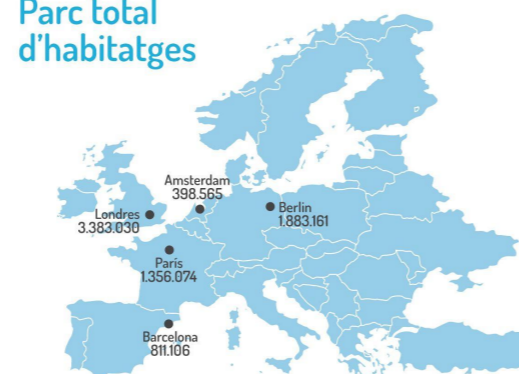 Parc total
d'habitatges
Amsterdam
398.565
Berlin
1.883.161
Londres
3.383.030
París
1.356.074
Barcelona
811.106